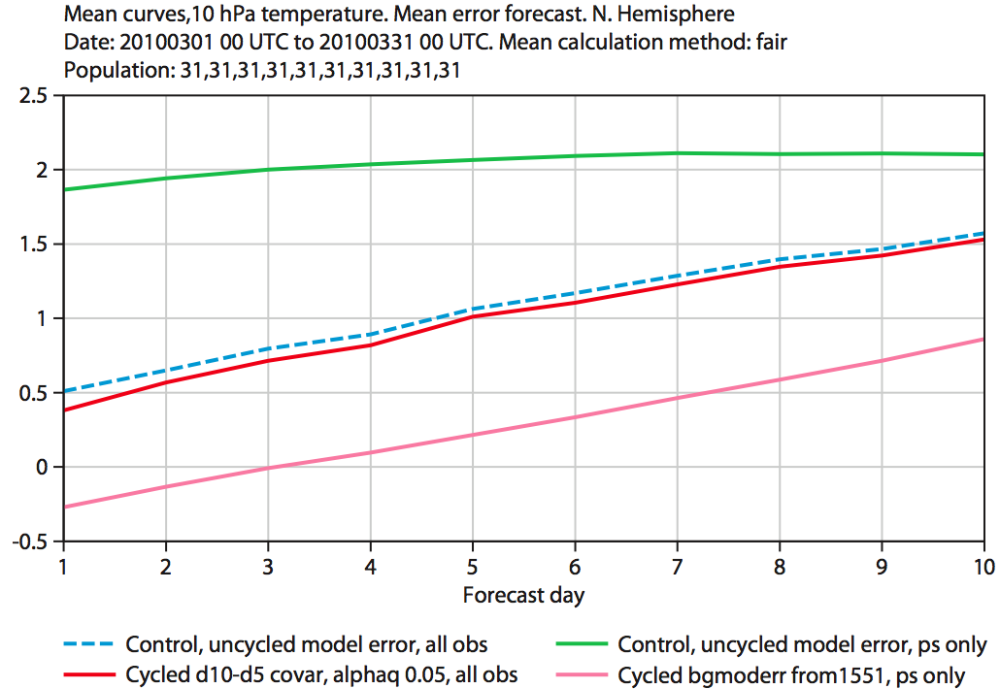 Mean curves,10 hPa temperature. Mean error forecast. N. Hemisphere
Date: 20100301 00 UTC to 20100331 00 UTC. Mean calculation method: fair
Population: 31,31,31,31,31,31,31,31,31,31
2.5
2
1.5
1
0.5
0
-0.5
1 2 3 4 5 6 7 8 9 10
Forecast day
Control, uncycled model error, all obs
Control, uncycled model error, ps only
Cycled d10-d5 covar, alphaq 0.05, all obs
Cycled bgmoderr from1551, ps only